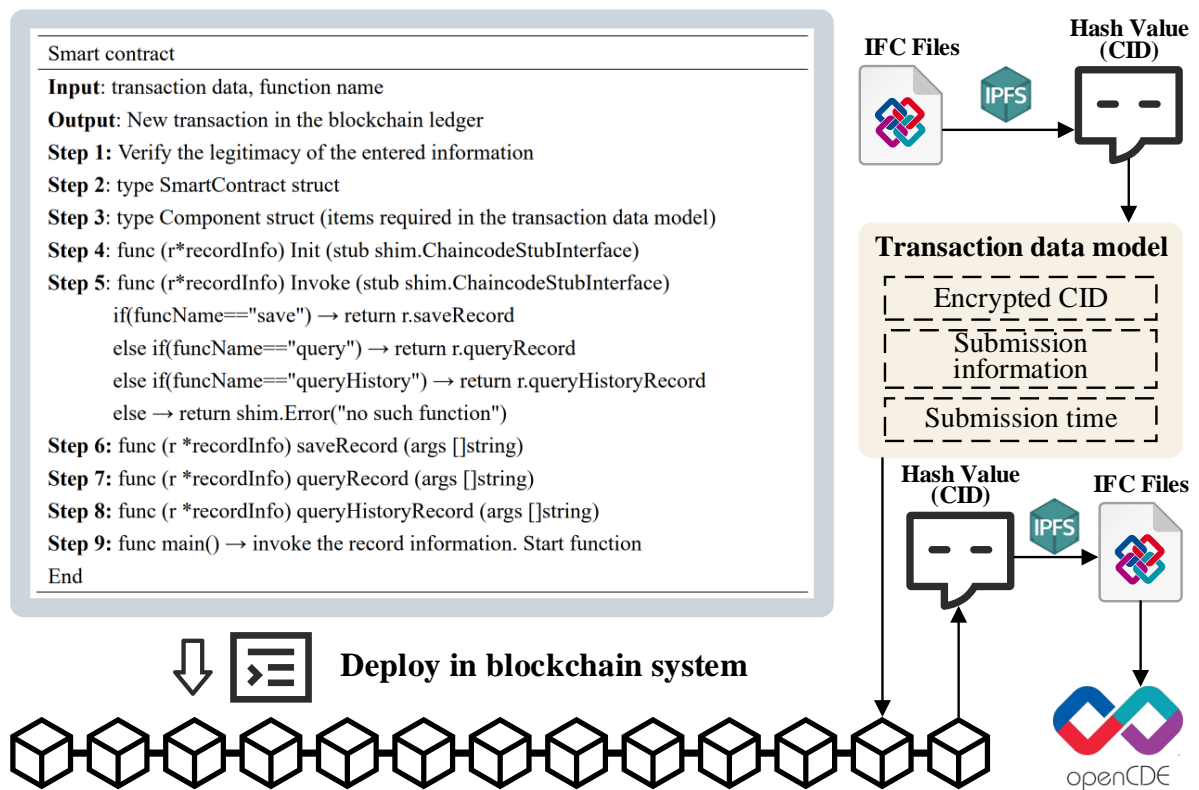 Smart contract
Input: transaction data, function name
Output: New transaction in the blockchain ledger
Step 1: Verify the legitimacy of the entered information
Step 2: type SmartContract struct
Step 3: type Component struct (items required in the transaction data model)
Step 4: func (r*recordInfo) Init (stub shim.ChaincodeStubInterface)
Step 5: func (r*recordInfo) Invoke (stub shim.ChaincodeStubInterface)
if(funcName=="save") → return r.saveRecord
else if(funcName=="query") → return r.queryRecord
else if(funcName=="queryHistory") → return r.queryHistoryRecord
else → return shim.Error("no such function")
Step 6: func (r *recordInfo) saveRecord (args []string)
Step 7: func (r *recordInfo) queryRecord (args []string)
Step 8: func (r *recordInfo) queryHistoryRecord (args []string)
Step 9: func main() → invoke the record information. Start function
End
Deploy in blockchain system
IFC Files
IPFS
Hash Value
(CID)
Transaction data model
Encrypted CID
Submission
information
Submission time
Hash Value
(CID)
IPFS
IFC Files
openCDE